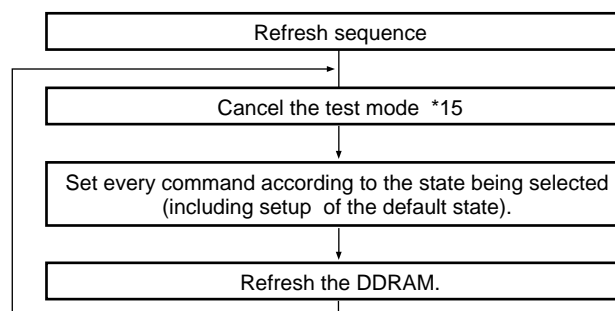 Refresh sequence
Cancel the test mode *15
Set every command according to the state being selected
(including setup of the default state).
Refresh the DDRAM.